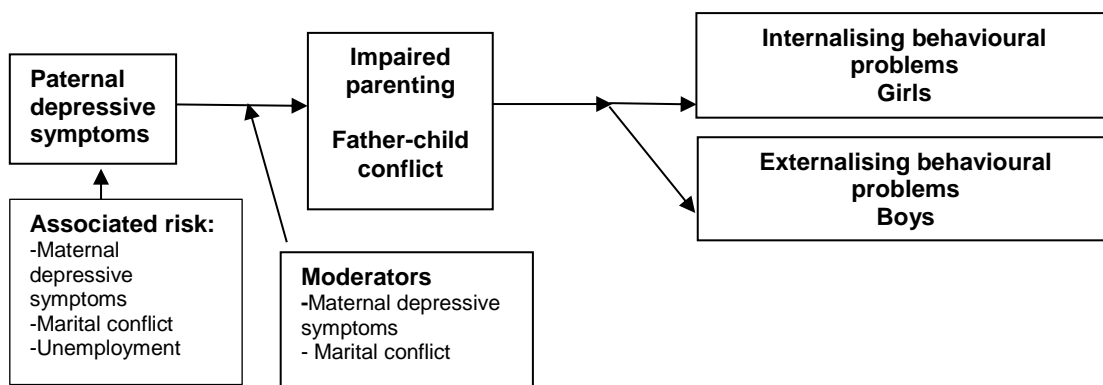 Paternal
depressive
symptoms
Associated risk:
-Maternal
depressive
symptoms
-Marital conflict
-Unemployment
Impaired
parenting
Father-child
conflict
Moderators
-Maternal depressive
symptoms
- Marital conflict
Internalising behavioural
problems
Girls
Externalising behavioural
problems
Boys